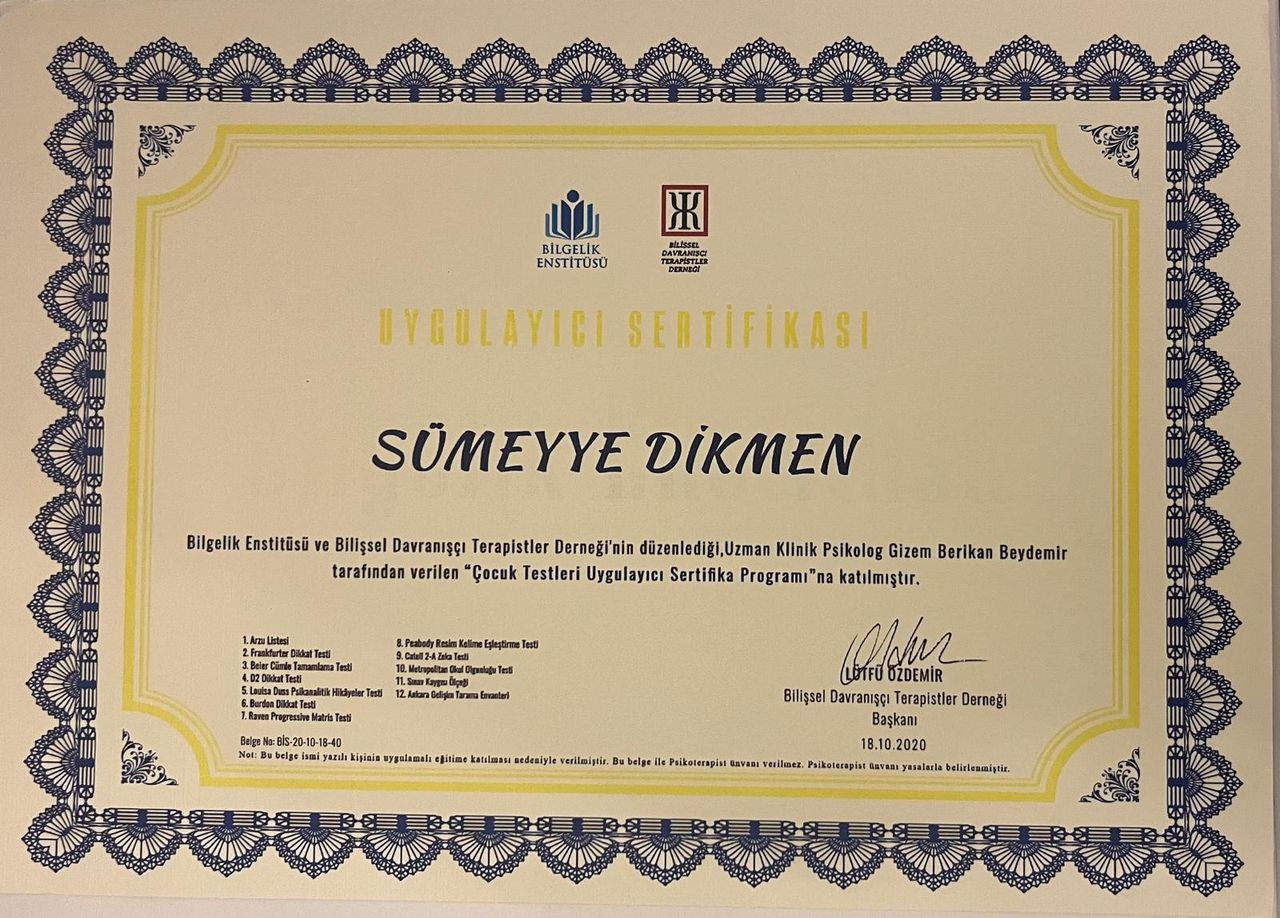 BİLGELİK
ENSTİTÜSÜ
BİLİŞSEL
DAVRANIŞÇI
TERAPİSTLER
DERNEĞİ
UYGULAYICI SERTİFİKASI
SÜMEYYE DİKMEN
Bilgelik Enstitüsü ve Bilişsel Davranışçı Terapistler Derneği'nin düzenlediği,Uzman Klinik Psikolog Gizem Berikan Beydemir
tarafından verilen “Çocuk Testleri Uygulayıcı Sertifika Programı”na katılmıştır.
1. Arzu Listesi
2. Frankfurter Dikkat Testi
3. Beier Cümle Tamamlama Testi
4. D2 Dikkat Testi
5. Louisa Duss Psikanalitik Hikâyeler Testi
6. Burdon Dikkat Testi
7. Raven Progressive Matris Testi
8. Peabody Resim Kelime Eşleştirme Testi
9. Catell 2-A Zeka Testi
10. Metropolitan Okul Olgunluğu Testi
11. Sınav Kaygısı Ölçeği
12. Ankara Gelişim Tarama Envanteri
LÜTFÜ ÖZDEMİR
Bilişsel Davranışçı Terapistler Derneği
Başkanı
18.10.2020
Belge No: BİS-20-10-18-40
Not: Bu belge ismi yazılı kişinin uygulamalı eğitime katılması nedeniyle verilmiştir. Bu belge ile Psikoterapist ünvanı verilmez. Psikoterapist ünvanı yasalarla belirlenmiştir.